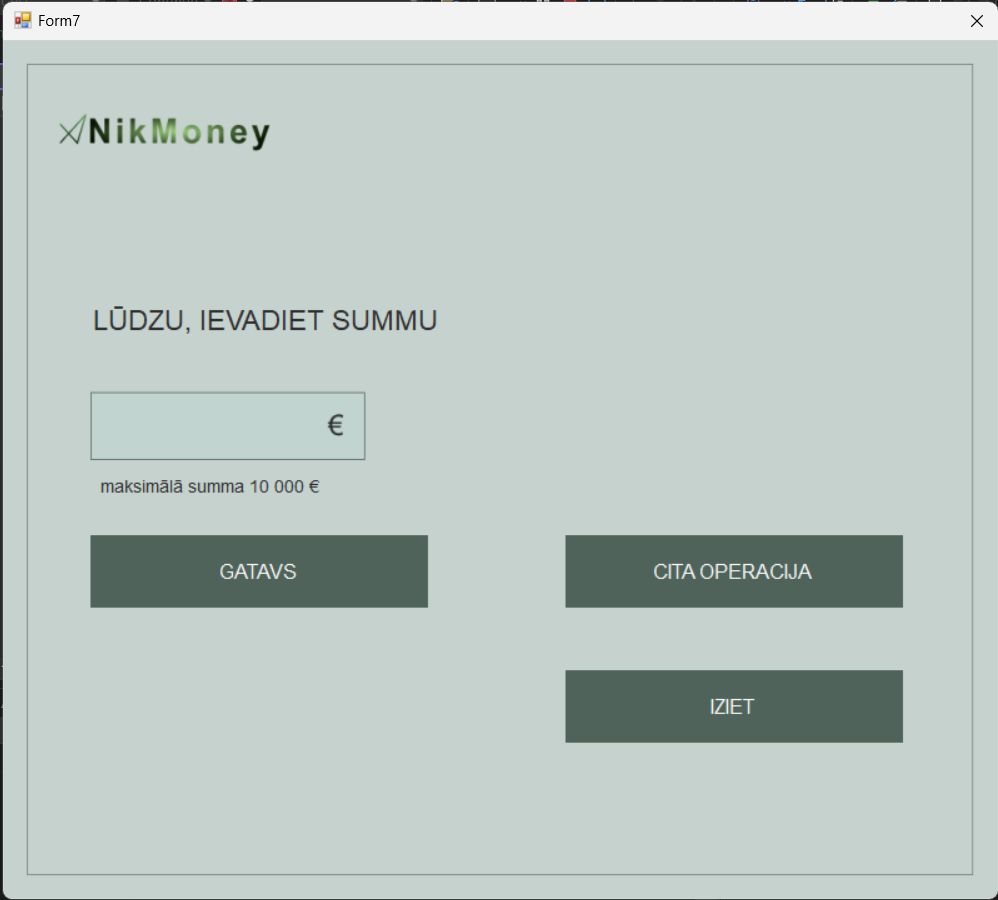 Form7
NikMoney
LŪDZU, IEVADIET SUMMU
€
maksimālā summa 10 000 €
GATAVS
CITA OPERACIJA
IZIET